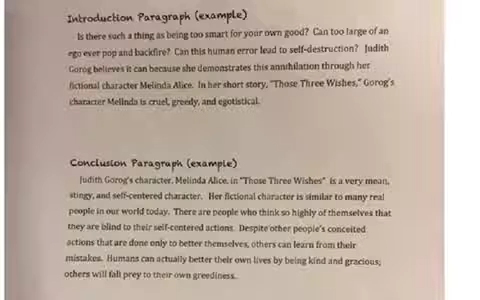 Introduction Paragraph (example)
Is there such a thing as being too smart for your own good? Can too large of an
ego ever pop and backfire? Can this human error lead to self-destruction? Judith
Gorog believes it can because she demonstrates this annihilation through her
fictional character Melinda Alice. In her short story, "Those Three Wishes," Gorog's
character Melinda is cruel, greedy, and egotistical.
Conclusion Paragraph (example)
Judith Gorog's character, Melinda Alice, in "Those Three Wishes" is a very mean,
stingy, and self-centered character. Her fictional character is similar to many real
people in our world today. There are people who think so highly of themselves that
they are blind to their self-centered actions. Despite other people's conceited
actions that are done only to better themselves, others can learn from their
mistakes. Humans can actually better their own lives by being kind and gracious;
others will fall prey to their own greediness.